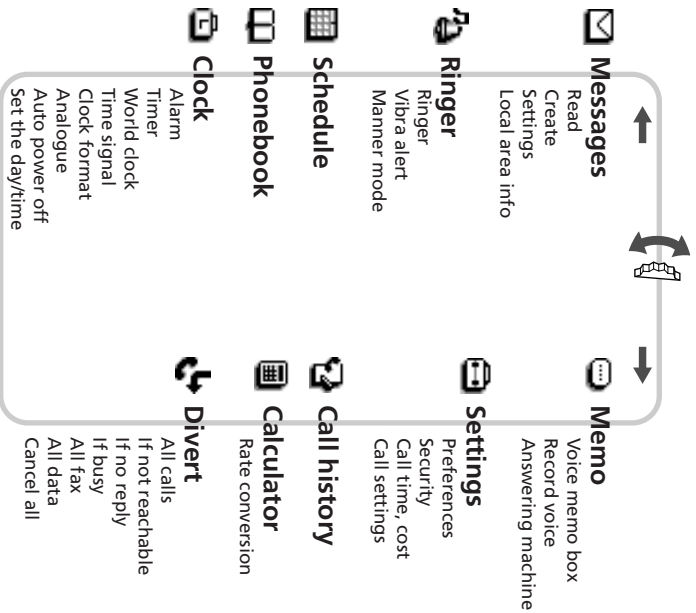 Messages
Read
Create
Settings
Local area info
Ringer
Ringer
Vibra alert
Manner mode
Schedule
Phonebook
Clock
Alarm
Timer
World clock
Time signal
Clock format
Analogue
Auto power off
Set the day/time
Memo
Voice memo box
Record voice
Answering machine
Settings
Preferences
Security
Call time, cost
Call settings
Call history
Calculator
Rate conversion
Divert
All calls
If not reachable
If no reply
If busy
All fax
All data
Cancel all